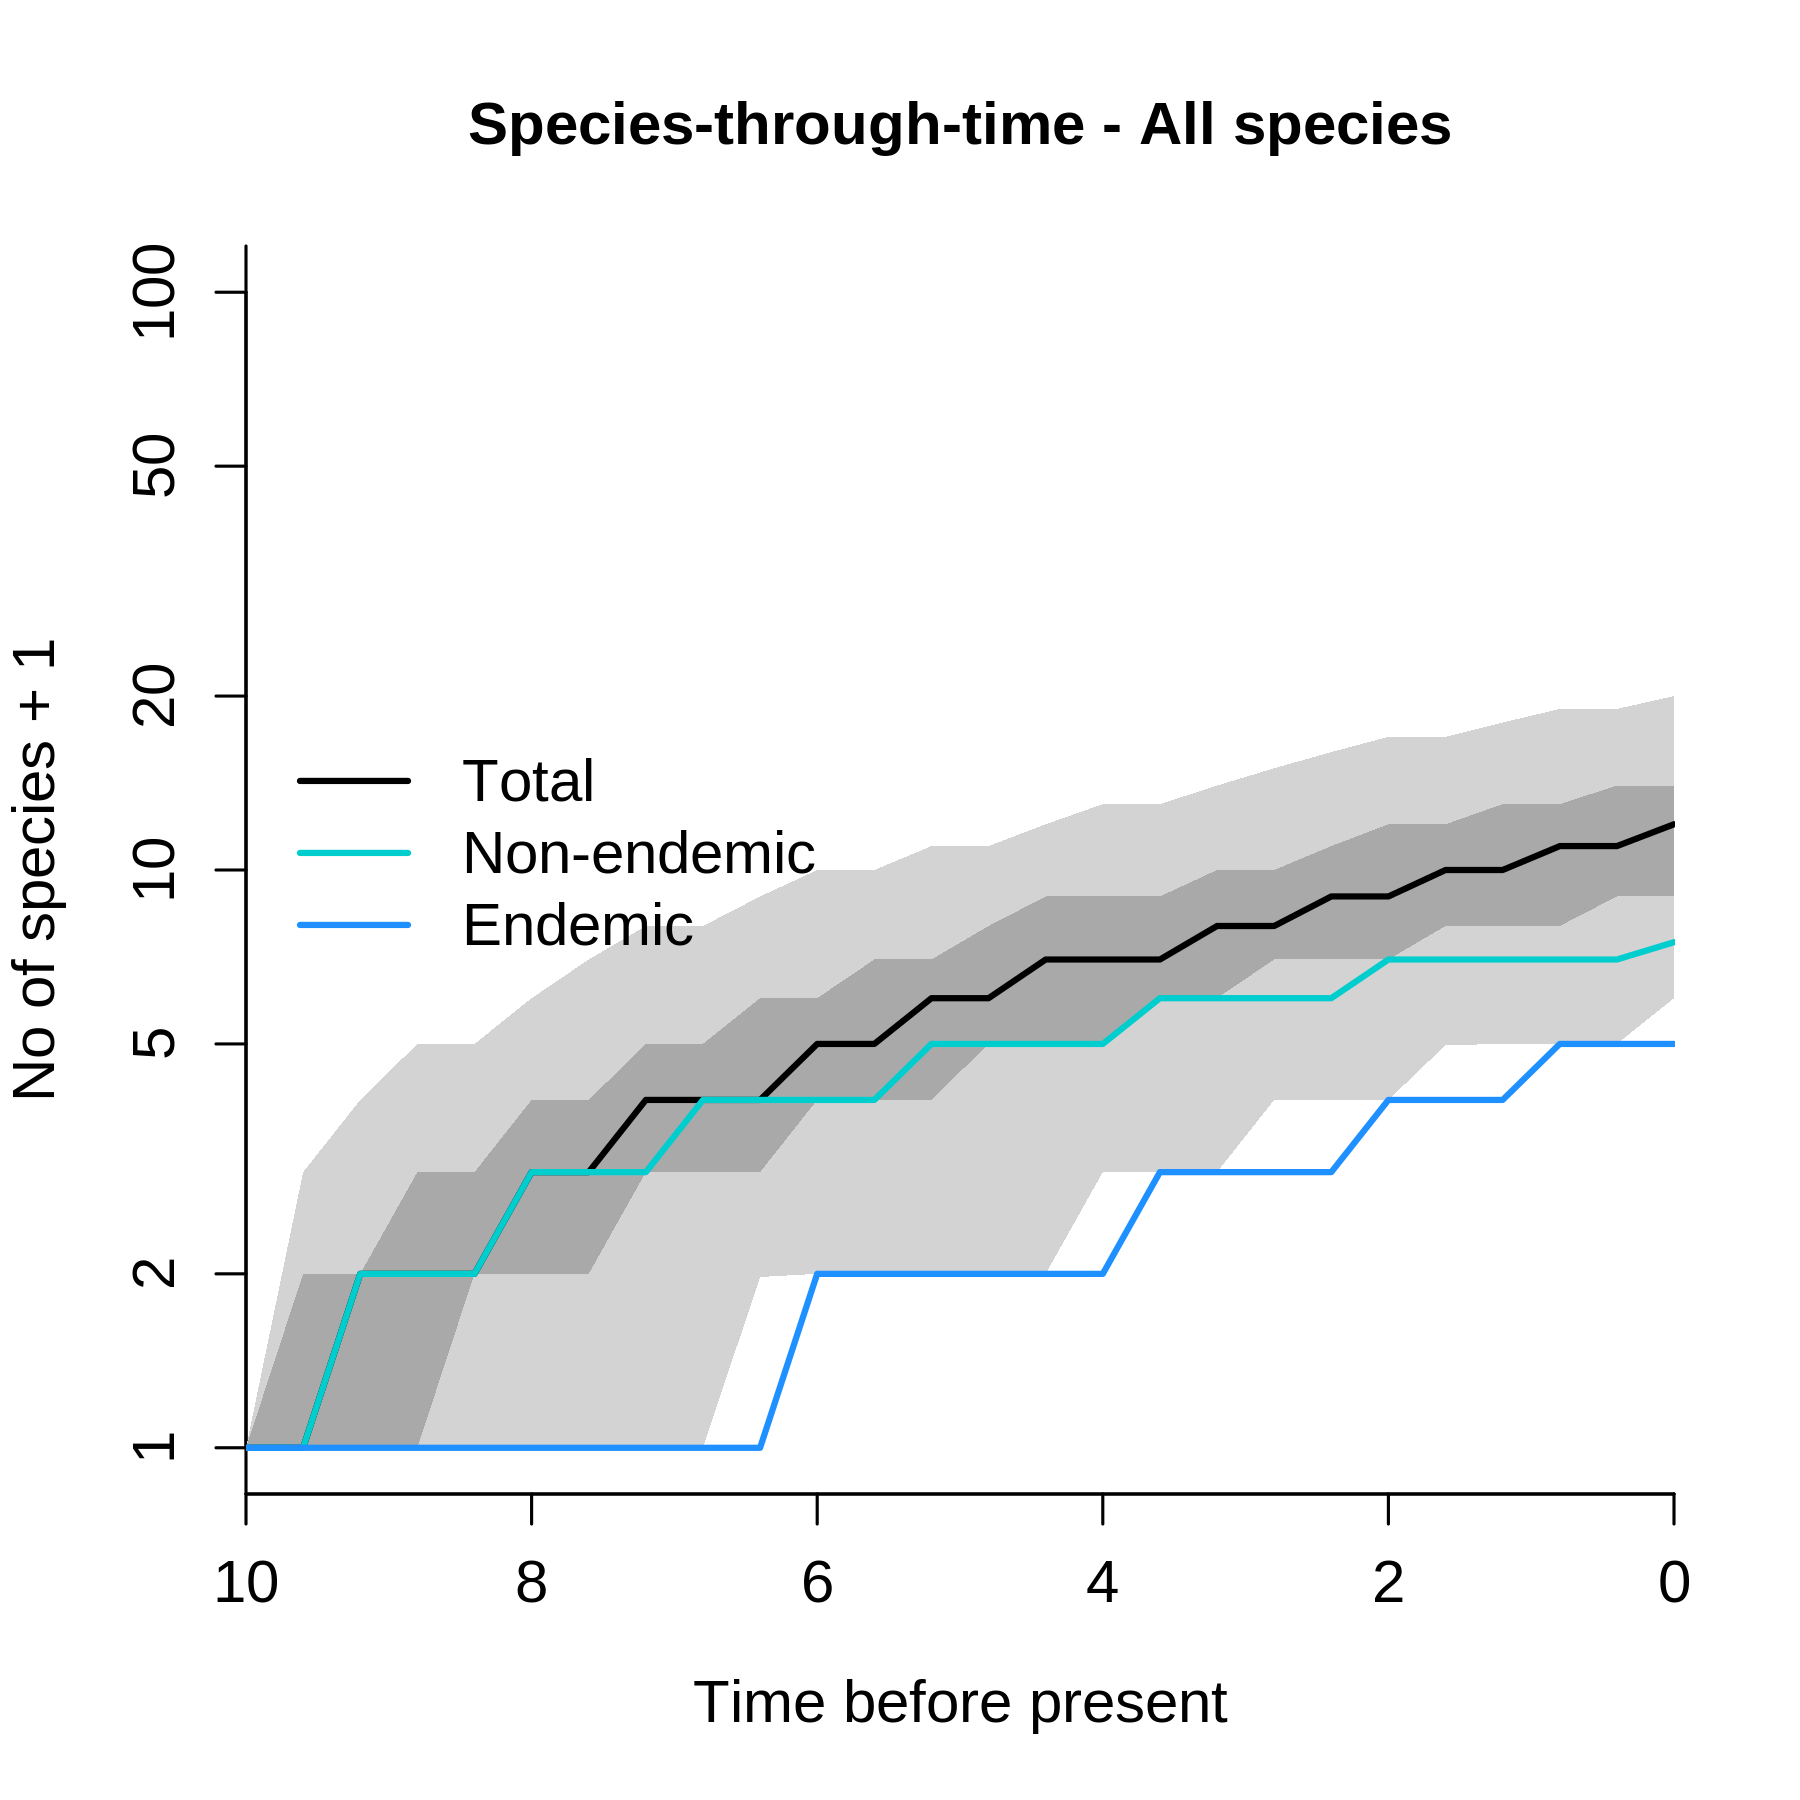 Species-through-time - All species
No of species + 1
100
50
20
10
5
2
1
Total
Non-endemic
Endemic
10 8 6 4 2 0
Time before present